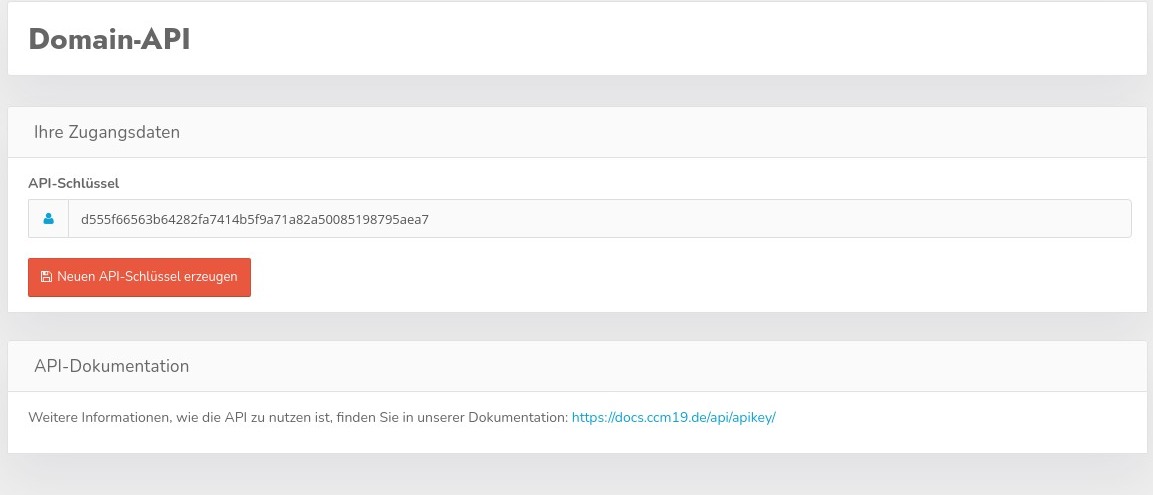 Domain-API
Ihre Zugangsdaten
API-Schlüssel
d555f66563b64282fa7414b5f9a71a82a50085198795aea7
Neuen API-Schlüssel erzeugen
API-Dokumentation
Weitere Informationen, wie die API zu nutzen ist, finden Sie in unserer Dokumentation: https://docs.ccm19.de/api/apikey/